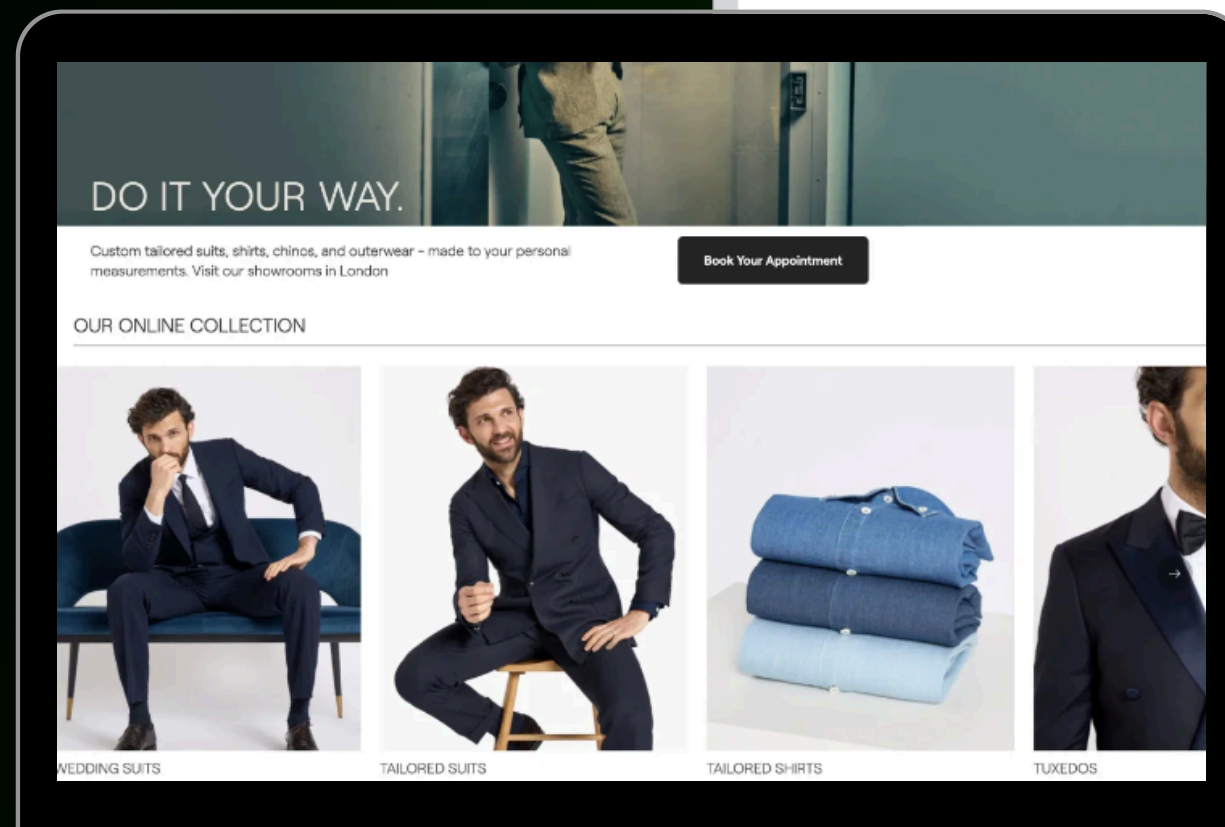 DO IT YOUR WAY.
Custom tailored suits, shirts, chinos, and outerwear – made to your personal
measurements. Visit our showrooms in London
Book Your Appointment
OUR ONLINE COLLECTION
WEDDING SUITS
TAILORED SUITS
TAILORED SHIRTS
TUXEDOS